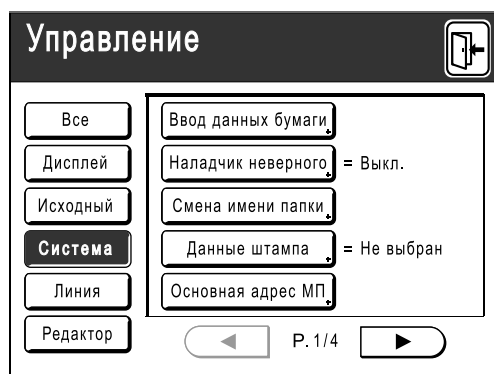 Управление
Все
Ввод данных бумаги
Дисплей
Наладчик неверного = Выкл.
Исходный
Смена имени папки
Система
Данные штампа = Не выбран
Линия
Основная адрес МП
Редактор
P. 1/4